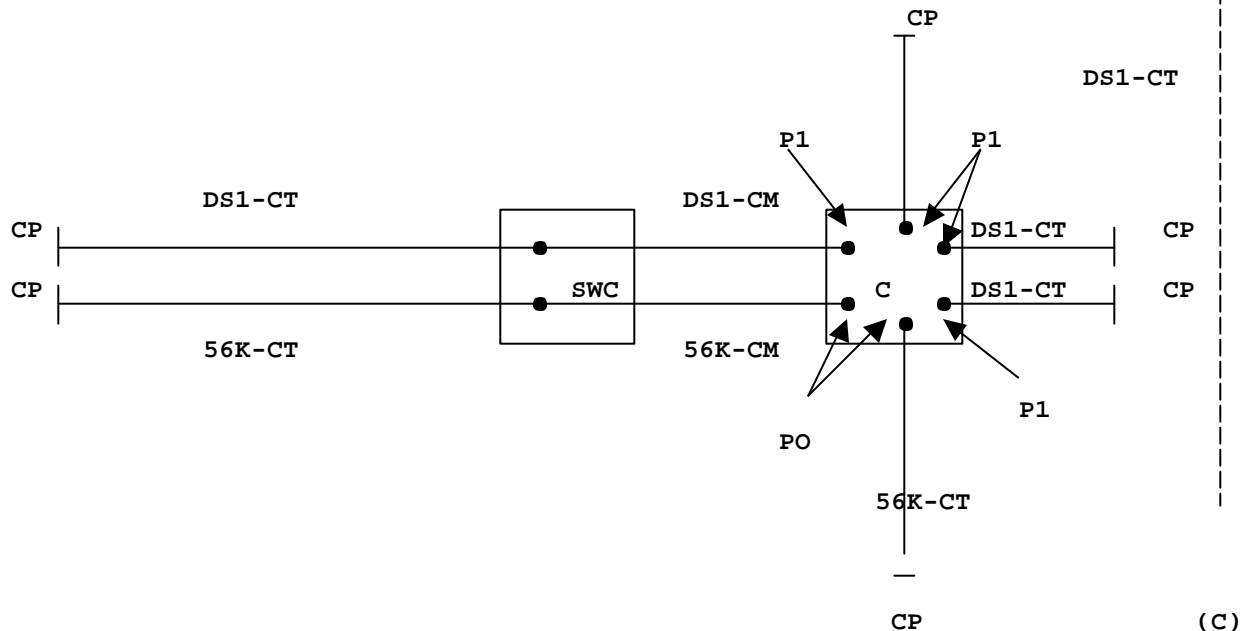 CP
DS1-CT
P1 P1
DS1-CT DS1-CM
CP DS1-CT CP
CP SWC C DS1-CT CP
56K-CT 56K-CM
P1
PO
56K-CT
CP (C)